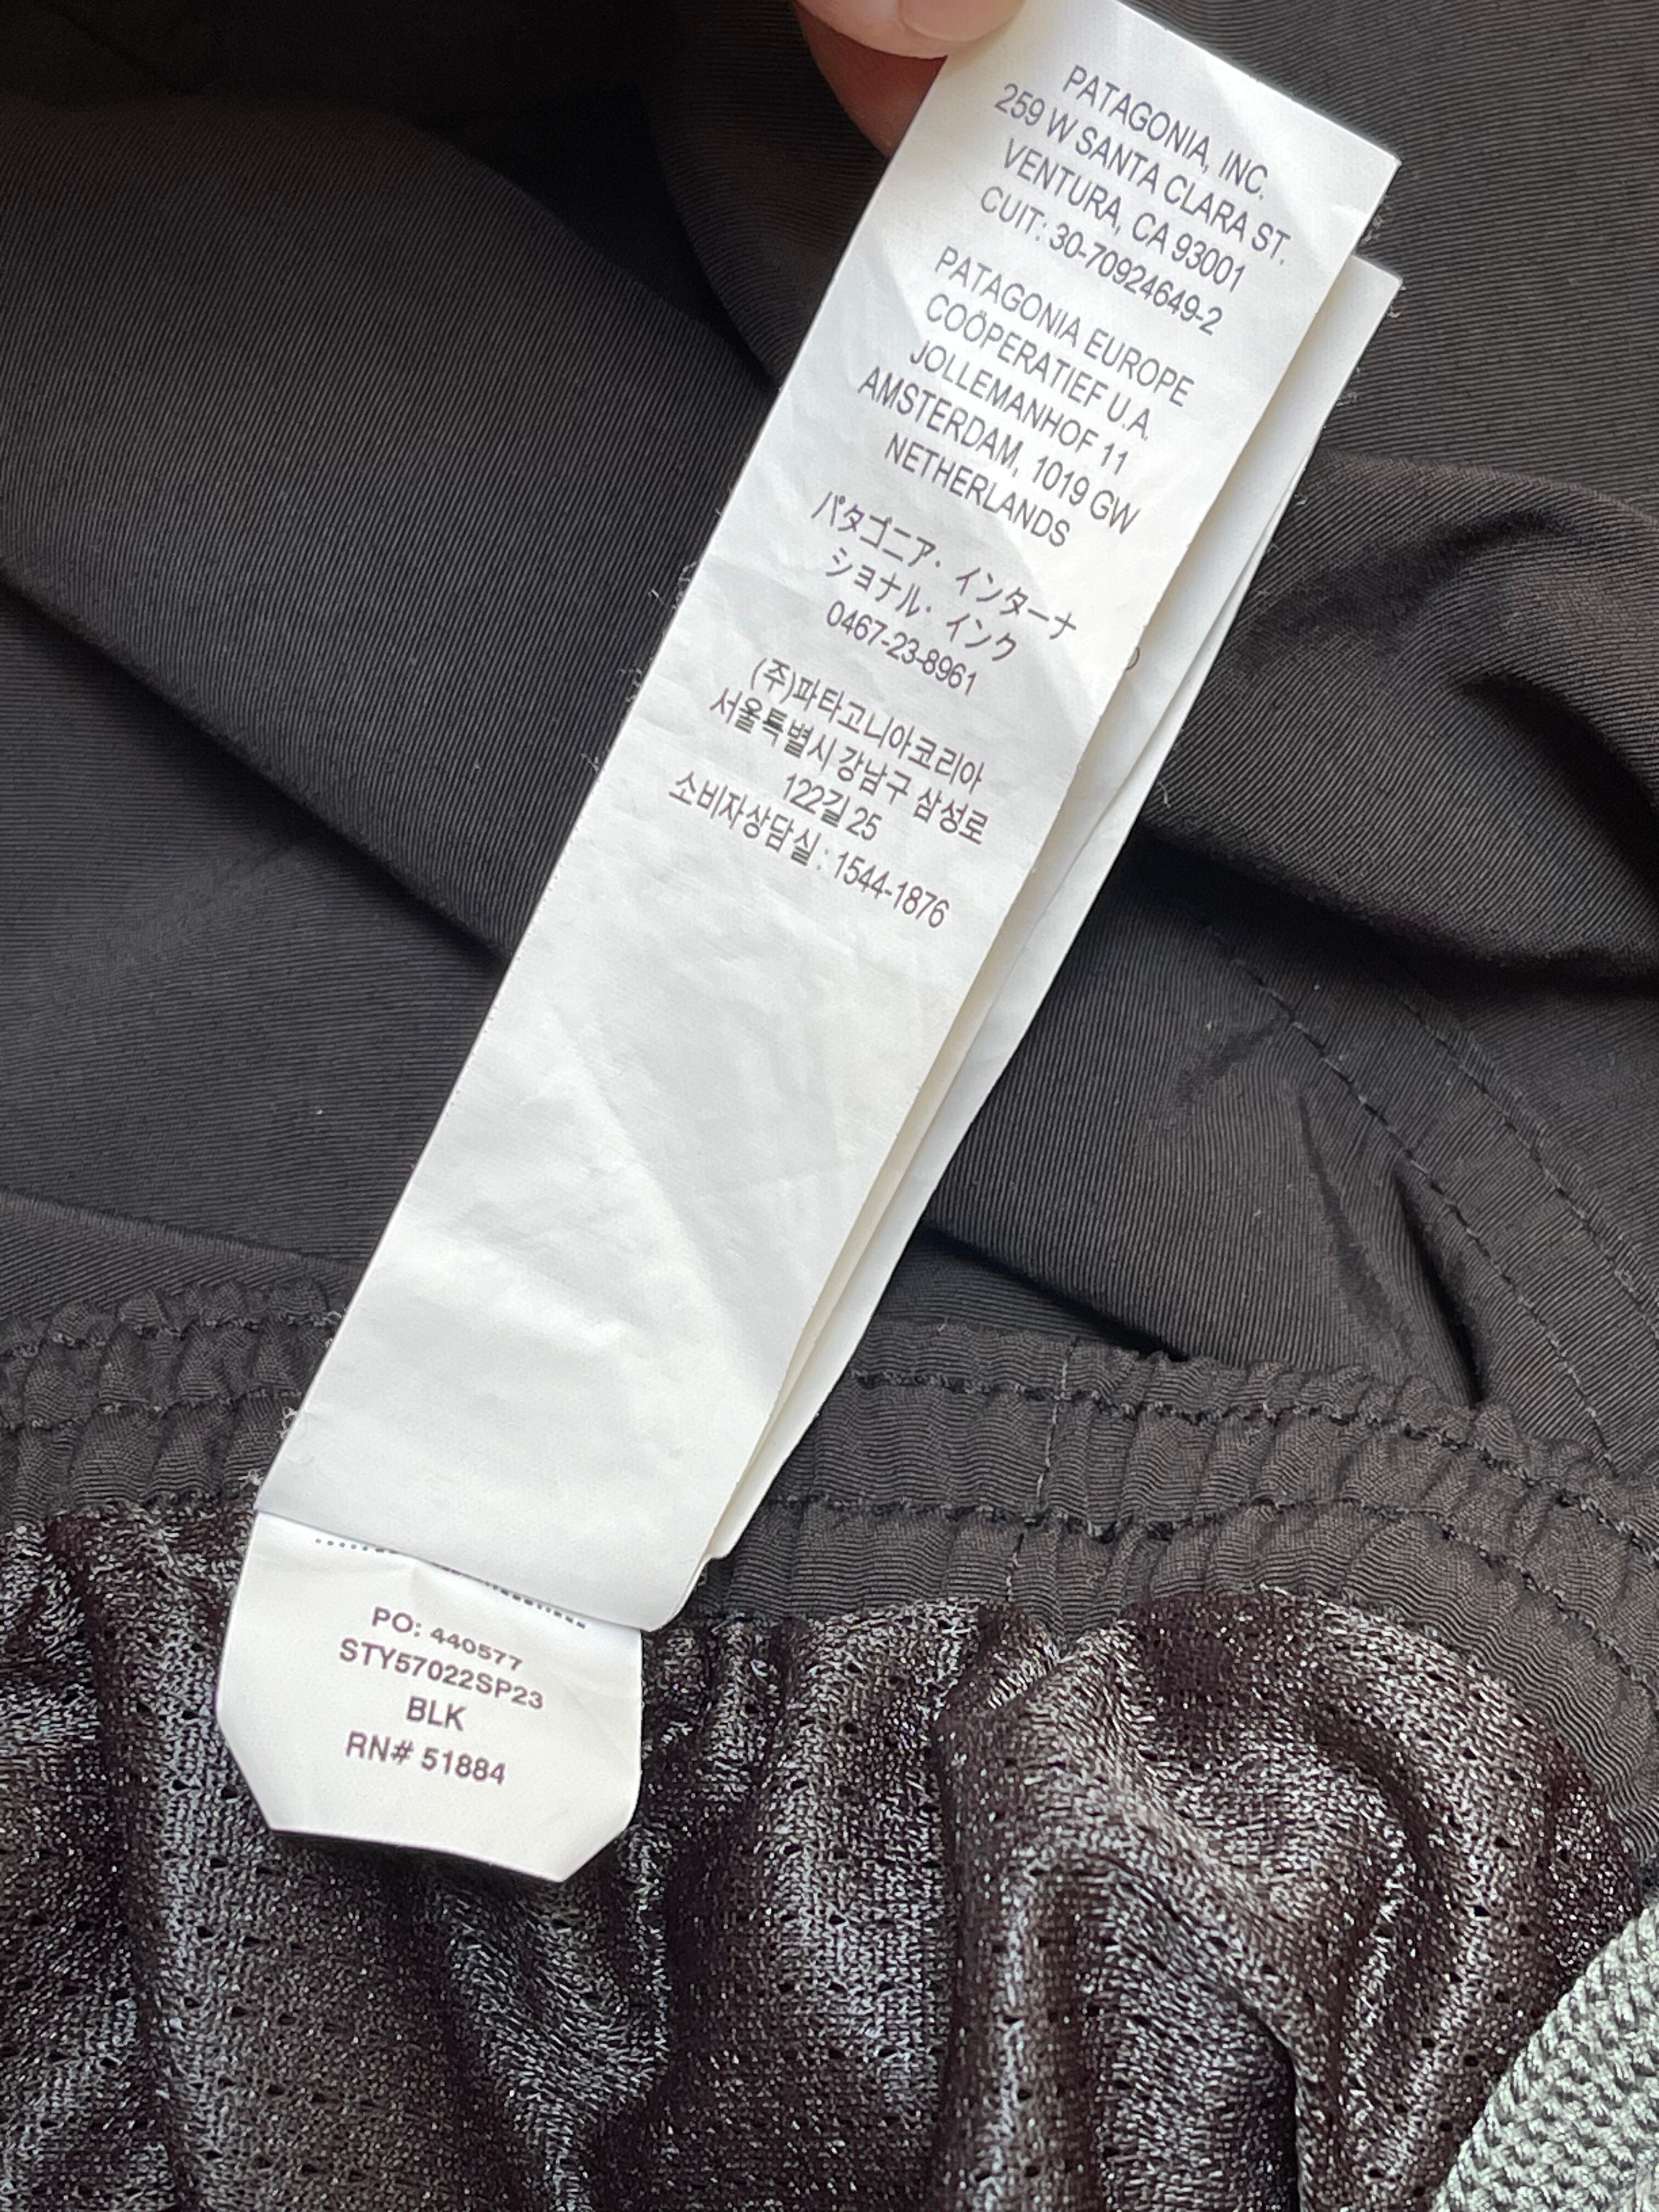 PATAGONIA, INC.
259 W SANTA CLARA ST.
VENTURA, CA 93001
CUIT: 30-70924649-2
PATAGONIA EUROPE
COÖPERATIEF U.A.
JOLLEMANHOF 11
AMSTERDAM, 1019 GW
NETHERLANDS
パタゴニア・インターナ
ショナル・インク
0467-23-8961
(주)파타고니아코리아
서울특별시 강남구 삼성로
122길 25
소비자상담실 : 1544-1876
PO: 440577
STY57022SP23
BLK
RN# 51884